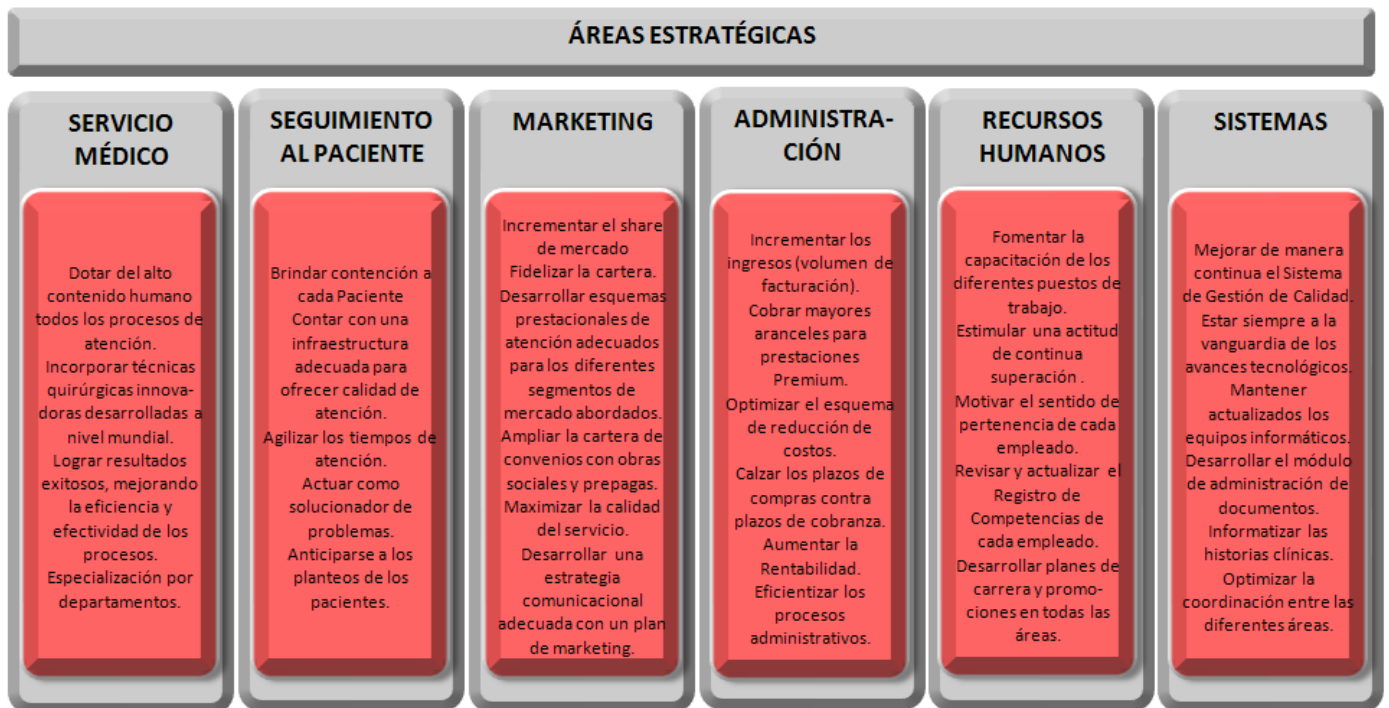 ÁREAS ESTRATÉGICAS
SERVICIO
MÉDICO
Dotar del alto
contenido humano
todos los procesos de
atención.
Incorporar técnicas
quirúrgicas innova-
doras desarrolladas a
nivel mundial.
Lograr resultados
exitosos, mejorando
la eficiencia y
efectividad de los
procesos.
Especialización por
departamentos.
SEGUIMIENTO
AL PACIENTE
Brindar contención a
cada Paciente
Contar con una
infraestructura
adecuada para
ofrecer calidad de
atención.
Agilizar los tiempos de
atención.
Actuar como
solucionador de
problemas.
Anticiparse a los
planteos de los
pacientes.
MARKETING
Incrementar el share
de mercado
Fidelizar la cartera.
Desarrollar esquemas
prestacionales de
atención adecuados
para los diferentes
segmentos de
mercado abordados.
Ampliar la cartera de
convenios con obras
sociales y prepagas.
Maximizar la calidad
del servicio.
Desarrollar una
estrategia
comunicacional
adecuada con un plan
de marketing.
ADMINISTRA-
CIÓN
Incrementar los
ingresos (volumen de
facturación).
Cobrar mayores
aranceles para
prestaciones
Premium.
Optimizar el esquema
de reducción de
costos.
Calzar los plazos de
compras contra
plazos de cobranza.
Aumentar la
Rentabilidad.
Eficientizar los
procesos
administrativos.
RECURSOS
HUMANOS
Fomentar la
capacitación de los
diferentes puestos de
trabajo.
Estimular una actitud
de continua
superación .
Motivar el sentido de
pertenencia de cada
empleado.
Revisar y actualizar el
Registro de
Competencias de
cada empleado.
Desarrollar planes de
carrera y promo-
ciones en todas las
áreas.
SISTEMAS
Mejorar de manera
continua el Sistema
de Gestión de Calidad.
Estar siempre a la
vanguardia de los
avances tecnológicos.
Mantener
actualizados los
equipos informáticos.
Desarrollar el módulo
de administración de
documentos.
Informatizar las
historias clínicas.
Optimizar la
coordinación entre las
diferentes áreas.